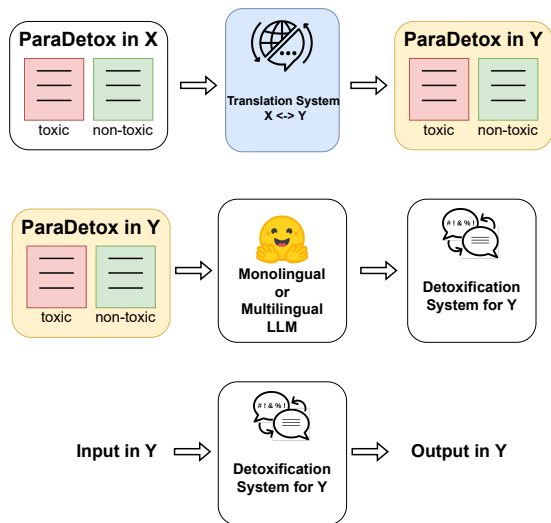 ParaDetox in X
toxic
non-toxic
Translation System
X <-> Y
ParaDetox in Y
toxic
non-toxic
ParaDetox in Y
toxic
non-toxic
Monolingual
or
Multilingual
LLM
# ! & % !
Detoxification
System for Y
Input in Y
# ! & % !
Detoxification
System for Y
Output in Y